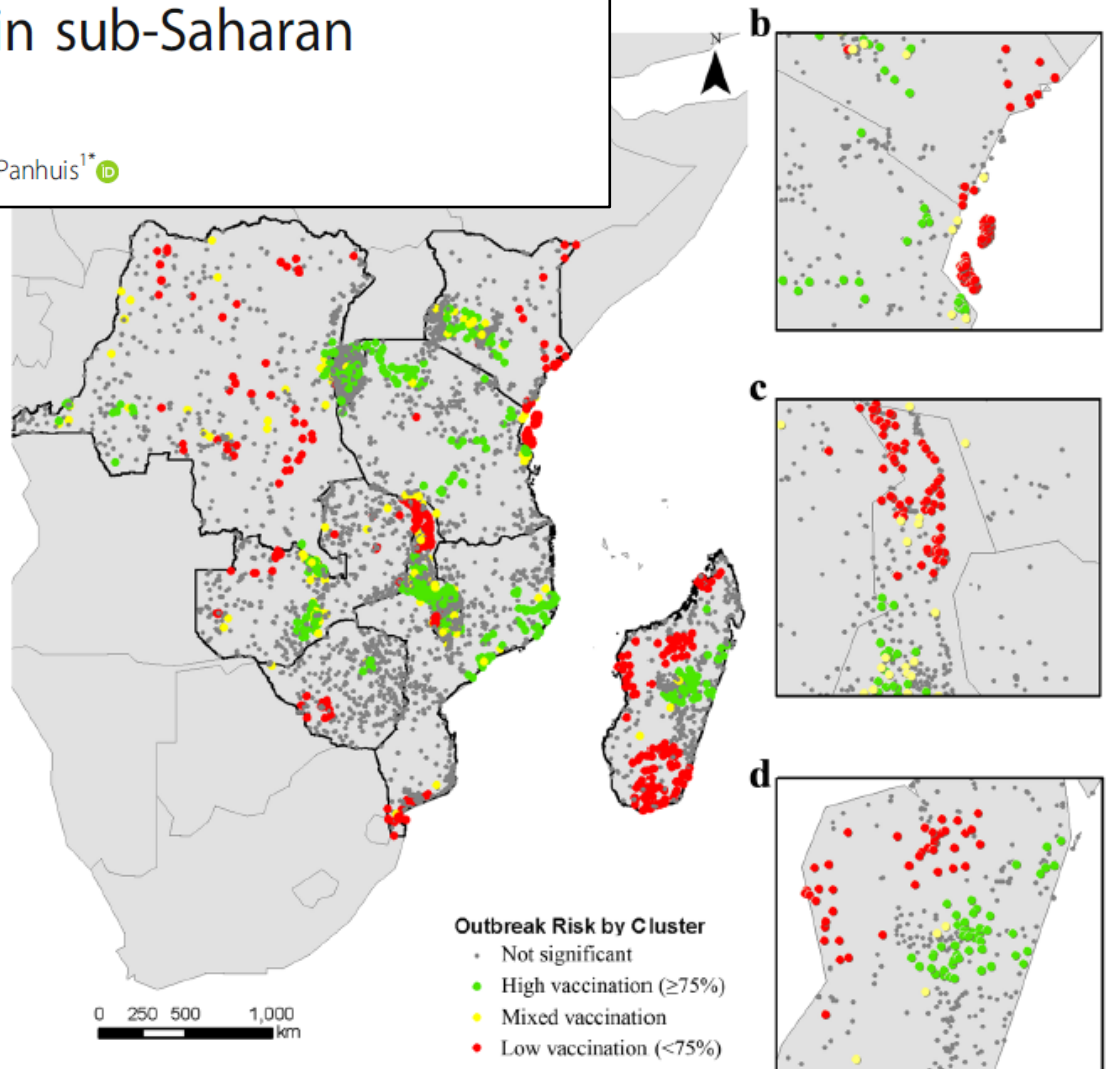 in sub-Saharan
Panhuis1* iD
N
b
c
d
Outbreak Risk by Cluster
Not significant
High vaccination (≥75%)
Mixed vaccination
Low vaccination (<75%)
0 250 500 1,000
km